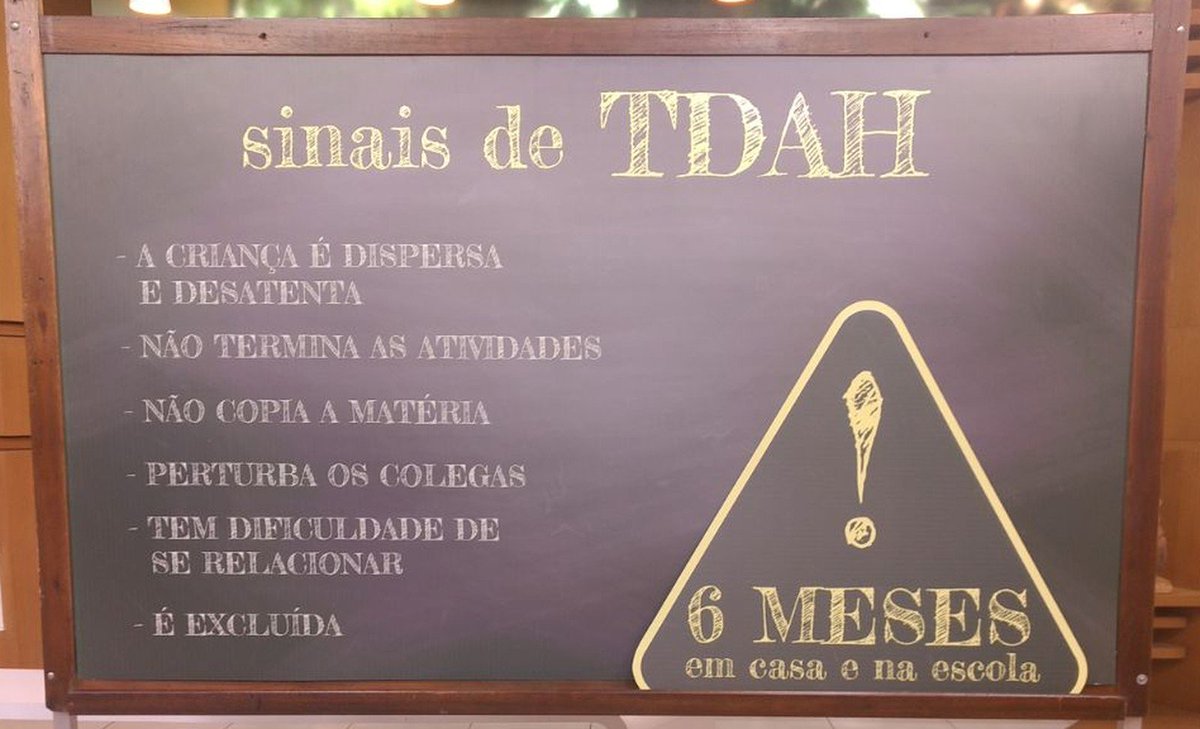 sinais de TDAH
- A CRIANÇA É DISPERSA
E DESATENTA
- NÃO TERMINA AS ATIVIDADES
- NÃO COPIA A MATÉRIA
- PERTURBA OS COLEGAS
- TEM DIFICULDADE DE
SE RELACIONAR
- É EXCLUÍDA
!
6 MESES
em casa e na escola